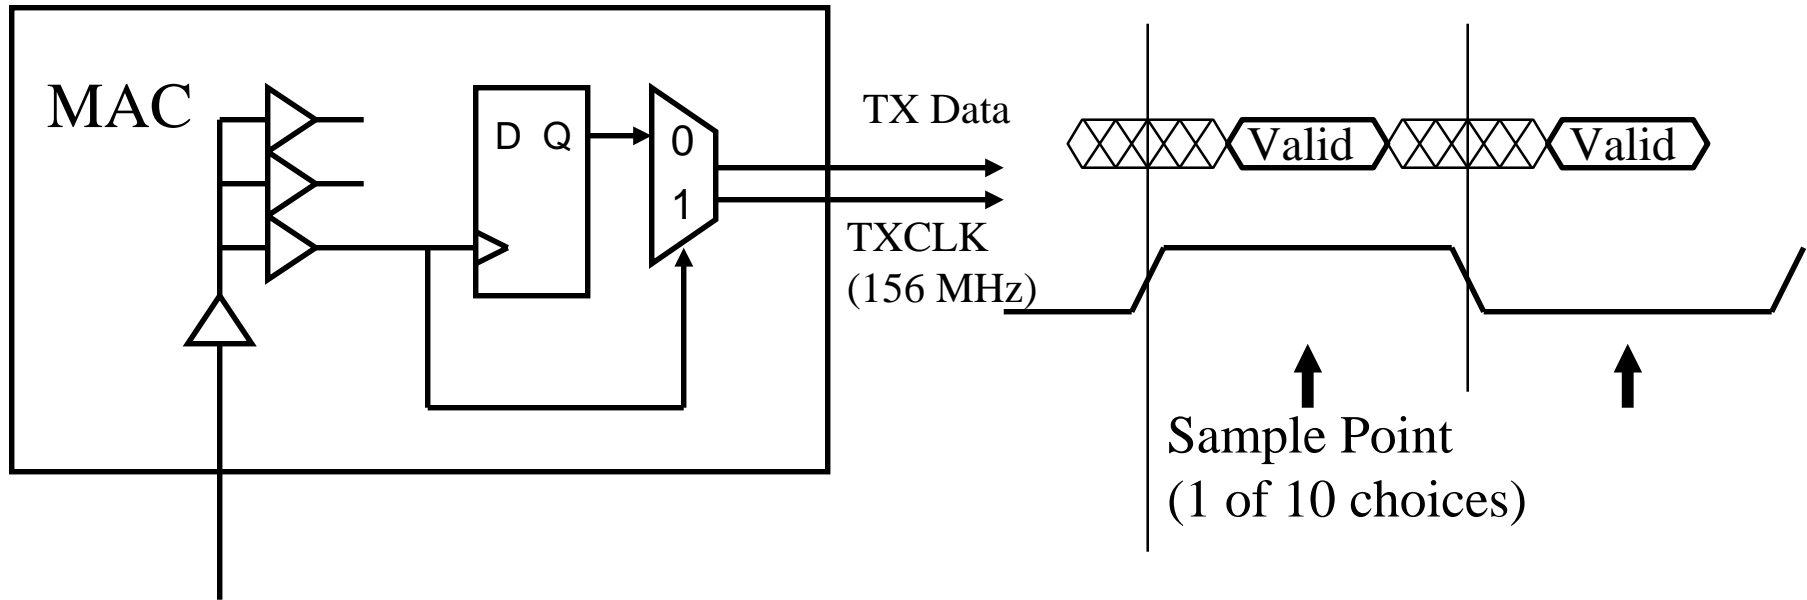 MAC
D Q
0
1
TX Data
TXCLK
(156 MHz)
Valid
Valid
Sample Point
(1 of 10 choices)